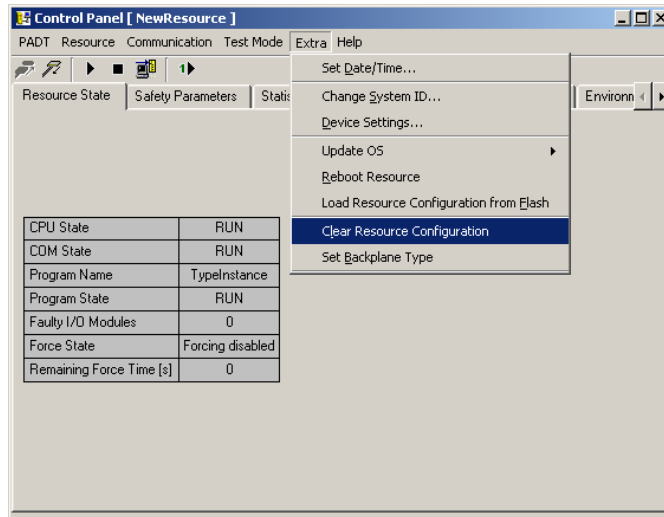 Control Panel [ NewResource ]
PADT Resource Communication Test Mode Extra Help
Set Date/Time...
Change System ID...
Device Settings...
Update OS
Reboot Resource
Load Resource Configuration from Flash
Clear Resource Configuration
Set Backplane Type
Resource State Safety Parameters Statis Environn
CPU State RUN
COM State RUN
Program Name TypeInstance
Program State RUN
Faulty I/O Modules 0
Force State Forcing disabled
Remaining Force Time [s] 0